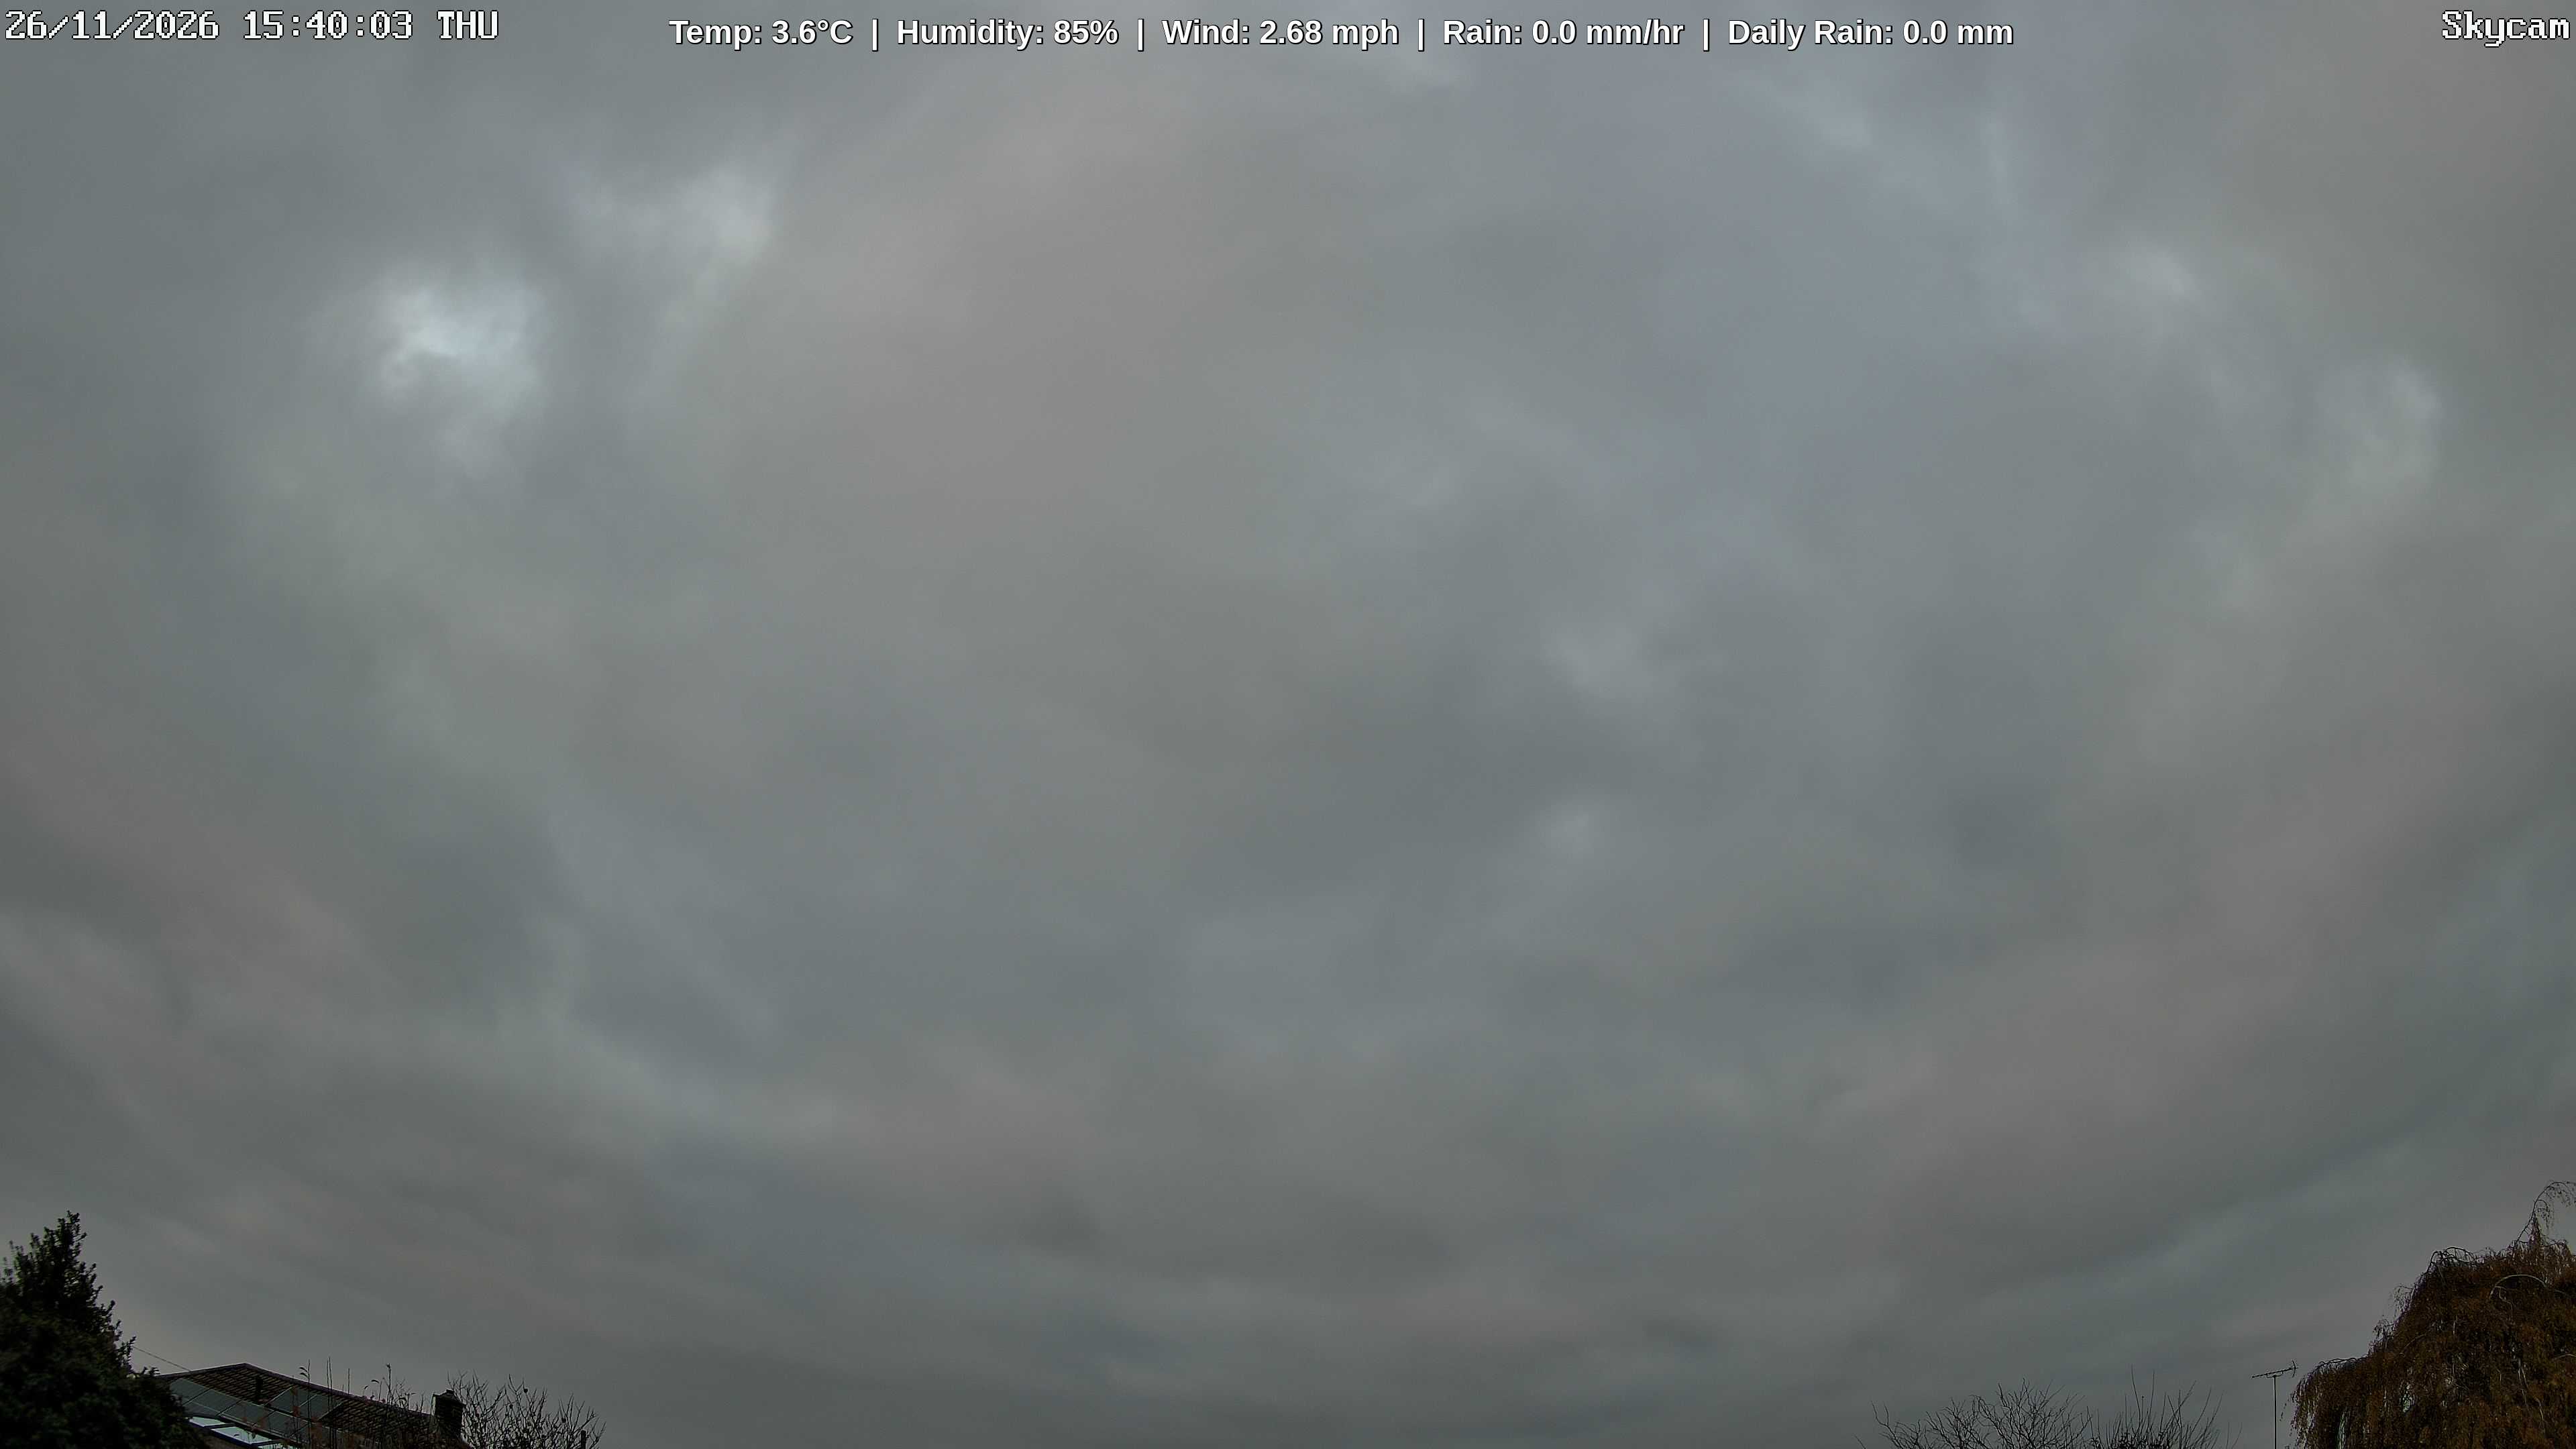 26/11/2026 15:40:03 THU
Temp: 3.6°C | Humidity: 85% | Wind: 2.68 mph | Rain: 0.0 mm/hr | Daily Rain: 0.0 mm
Skycam